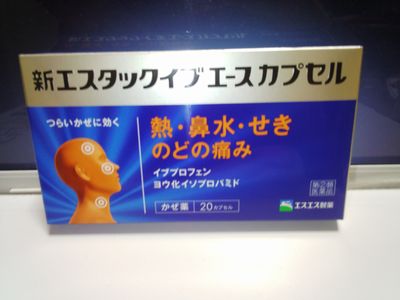 新エスタックイブエースカプセル
つらいかぜに効く
熱・鼻水・せき
のどの痛み
イブプロフェン
ヨウ化イソプロパミド
指定第②類
医薬品
かぜ薬
20カプセル
エスエス製薬